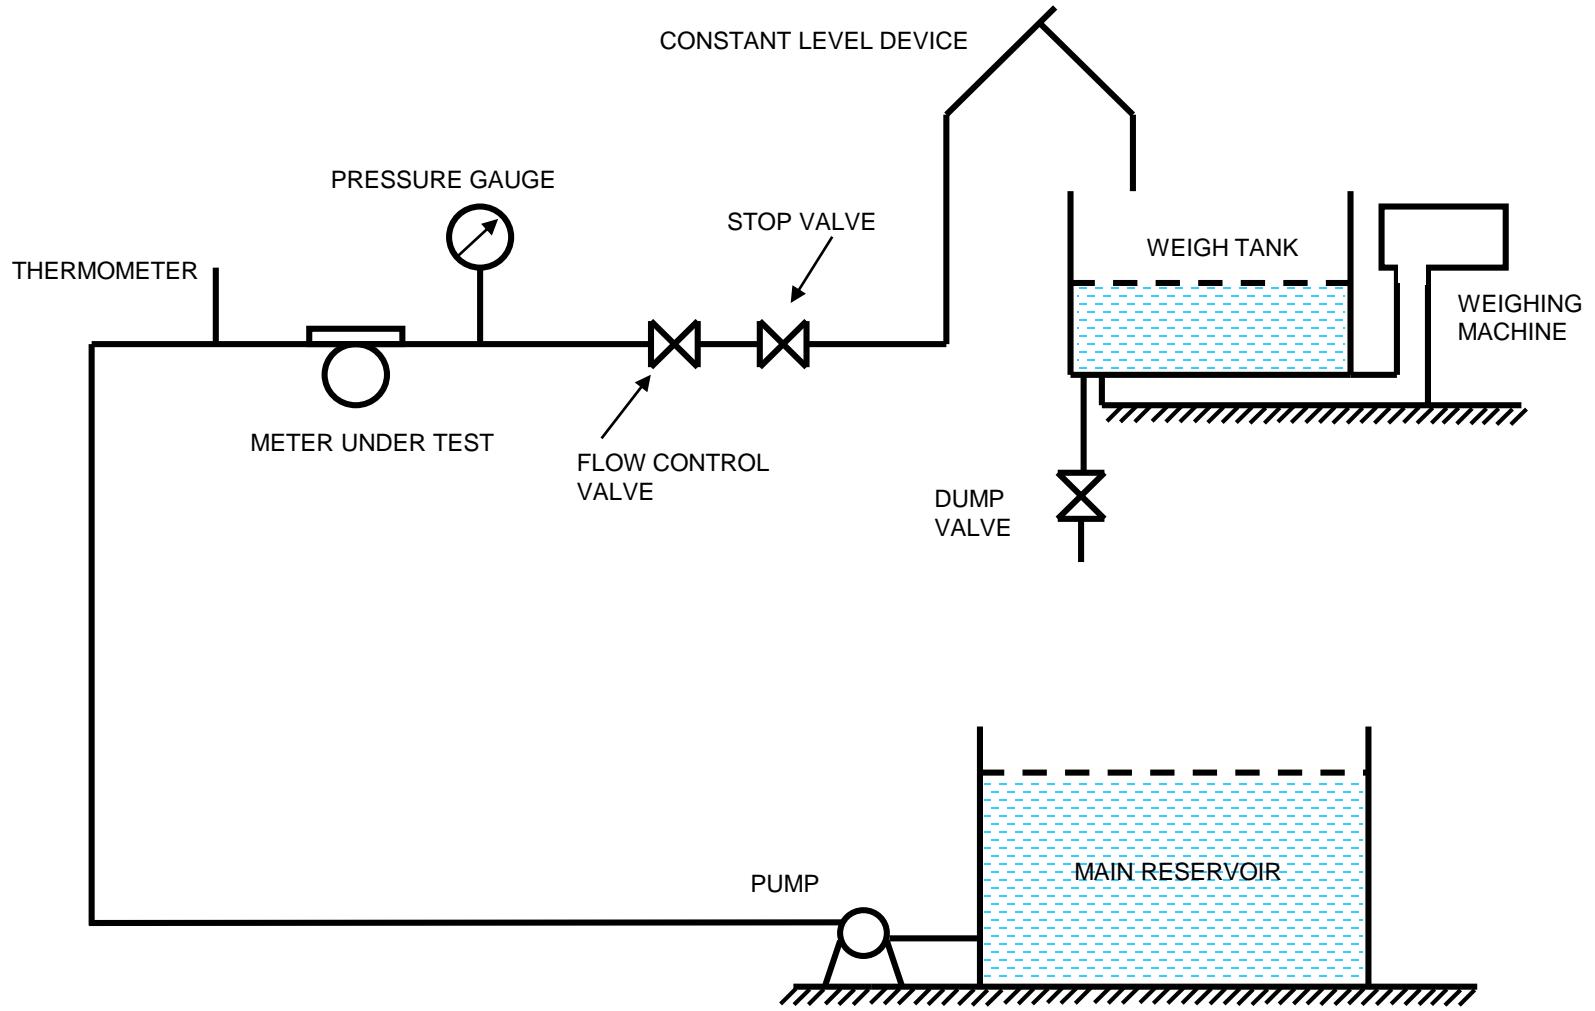 CONSTANT LEVEL DEVICE
PRESSURE GAUGE
STOP VALVE
WEIGH TANK
THERMOMETER
WEIGHING
MACHINE
METER UNDER TEST
FLOW CONTROL
VALVE
DUMP
VALVE
MAIN RESERVOIR
PUMP